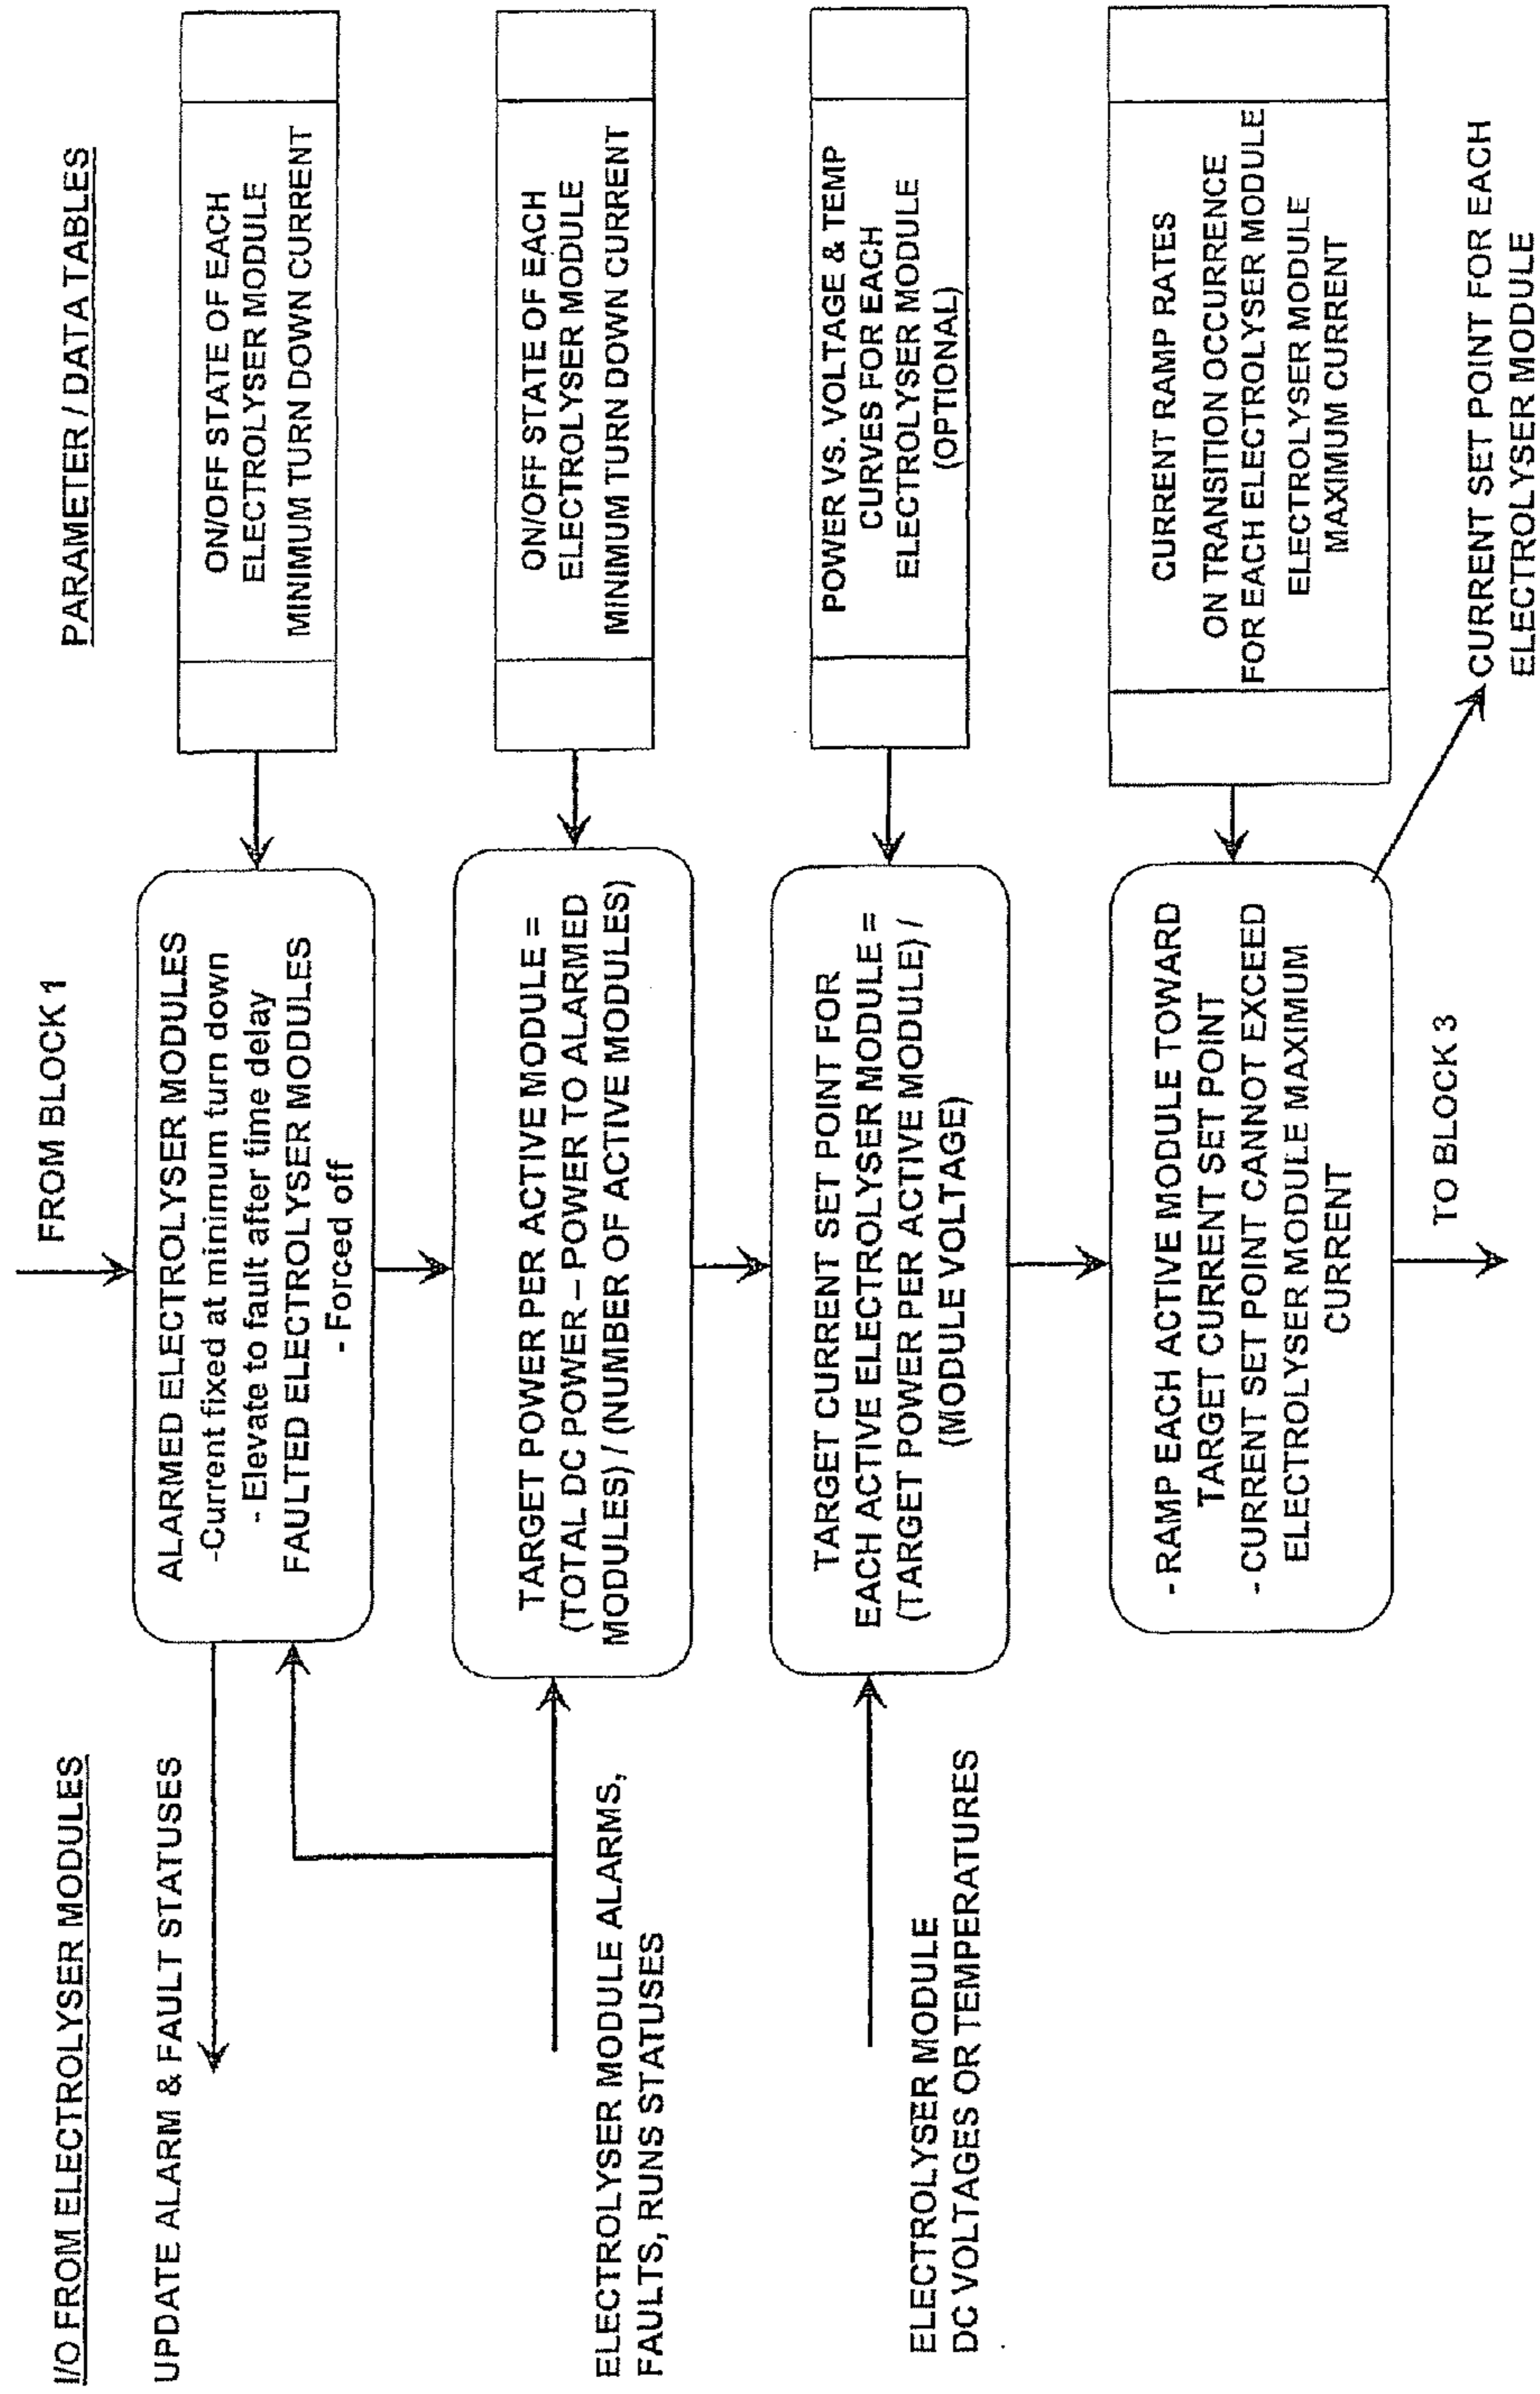 I/O FROM ELECTROLYSER MODULES
UPDATE ALARM & FAULT STATUSES
ELECTROLYSER MODULE ALARMS,
FAULTS, RUNS STATUSES
ELECTROLYSER MODULE
DC VOLTAGES OR TEMPERATURES
FROM BLOCK 1
ALARMED ELECTROLYSER MODULES
-Current fixed at minimum turn down
- Elevate to fault after time delay
FAULTED ELECTROLYSER MODULES
- Forced off
TARGET POWER PER ACTIVE MODULE =
(TOTAL DC POWER – POWER TO ALARMED
MODULES) / (NUMBER OF ACTIVE MODULES)
TARGET CURRENT SET POINT FOR
EACH ACTIVE ELECTROLYSER MODULE =
(TARGET POWER PER ACTIVE MODULE) /
(MODULE VOLTAGE)
- RAMP EACH ACTIVE MODULE TOWARD
TARGET CURRENT SET POINT
- CURRENT SET POINT CANNOT EXCEED
ELECTROLYSER MODULE MAXIMUM
CURRENT
TO BLOCK 3
PARAMETER / DATA TABLES
ON/OFF STATE OF EACH
ELECTROLYSER MODULE
MINIMUM TURN DOWN CURRENT
ON/OFF STATE OF EACH
ELECTROLYSER MODULE
MINIMUM TURN DOWN CURRENT
POWER VS. VOLTAGE & TEMP
CURVES FOR EACH
ELECTROLYSER MODULE
(OPTIONAL)
CURRENT RAMP RATES
ON TRANSITION OCCURRENCE
FOR EACH ELECTROLYSER MODULE
ELECTROLYSER MODULE
MAXIMUM CURRENT
CURRENT SET POINT FOR EACH
ELECTROLYSER MODULE